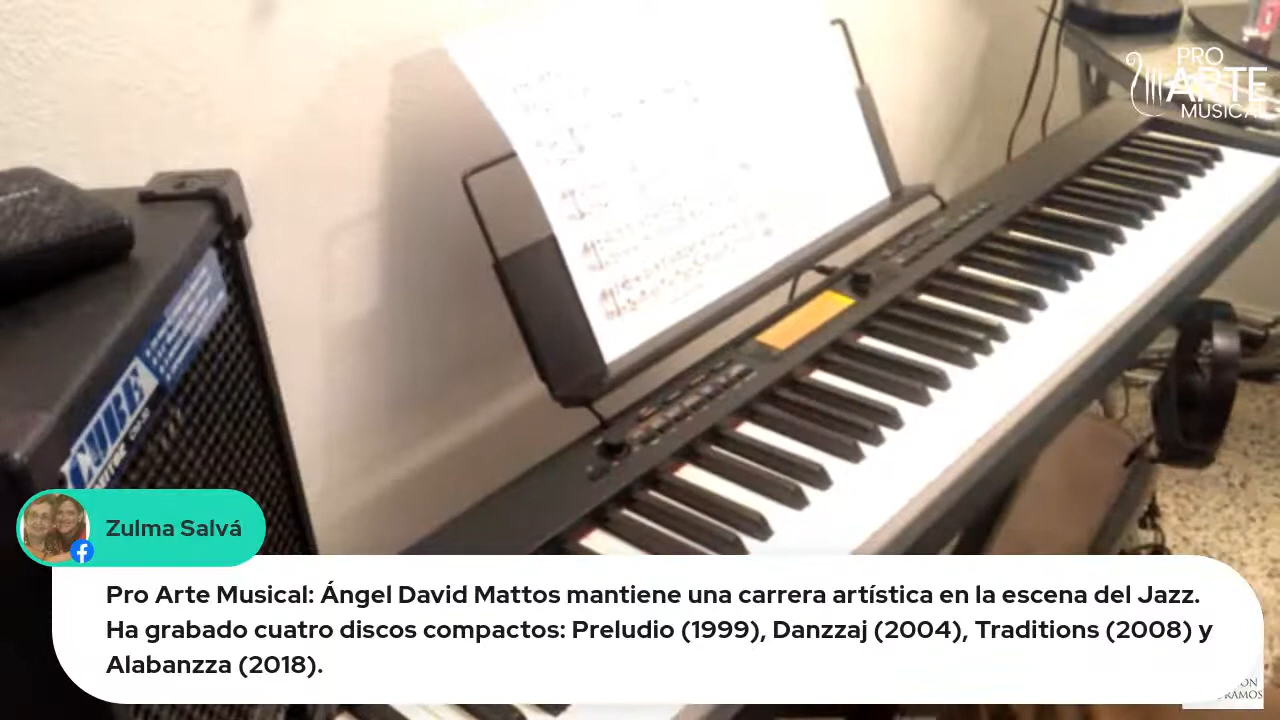 PRO
ARTE
MUSICAL
CUBE
Zulma Salvá
Pro Arte Musical: Ángel David Mattos mantiene una carrera artística en la escena del Jazz.
Ha grabado cuatro discos compactos: Preludio (1999), Danzzaj (2004), Traditions (2008) y
Alabanzza (2018).